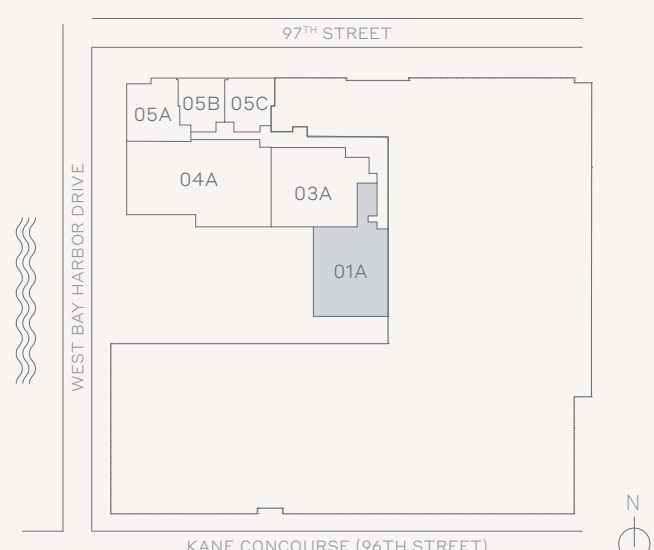 97TH STREET
05A
05B
05C
04A
03A
01A
WEST BAY HARBOR DRIVE
N
KANE CONCOURSE (96TH STREET)